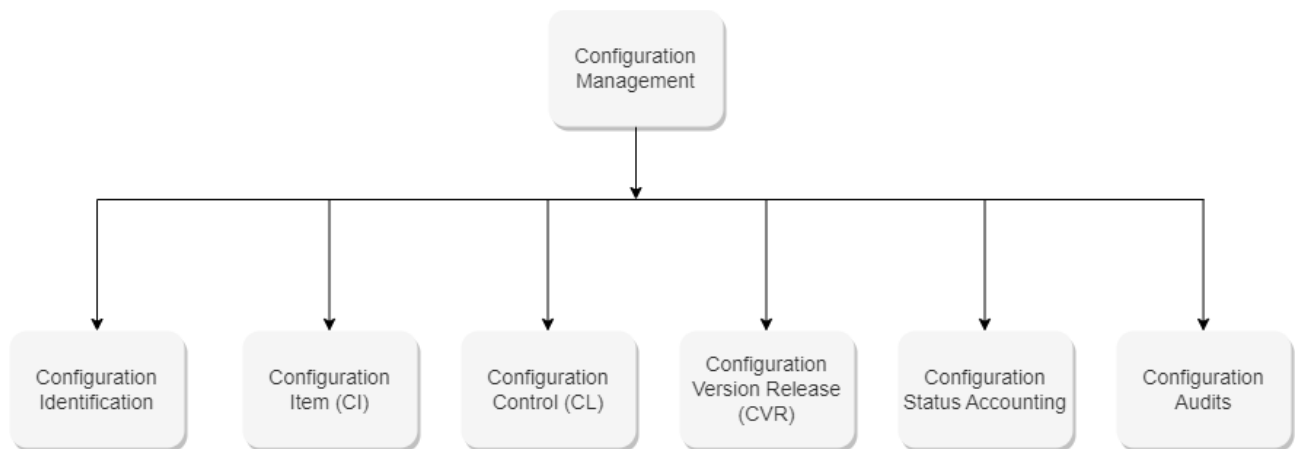 Configuration
Management
Configuration
Identification
Configuration
Item (CI)
Configuration
Control (CL)
Configuration
Version Release
(CVR)
Configuration
Status Accounting
Configuration
Audits